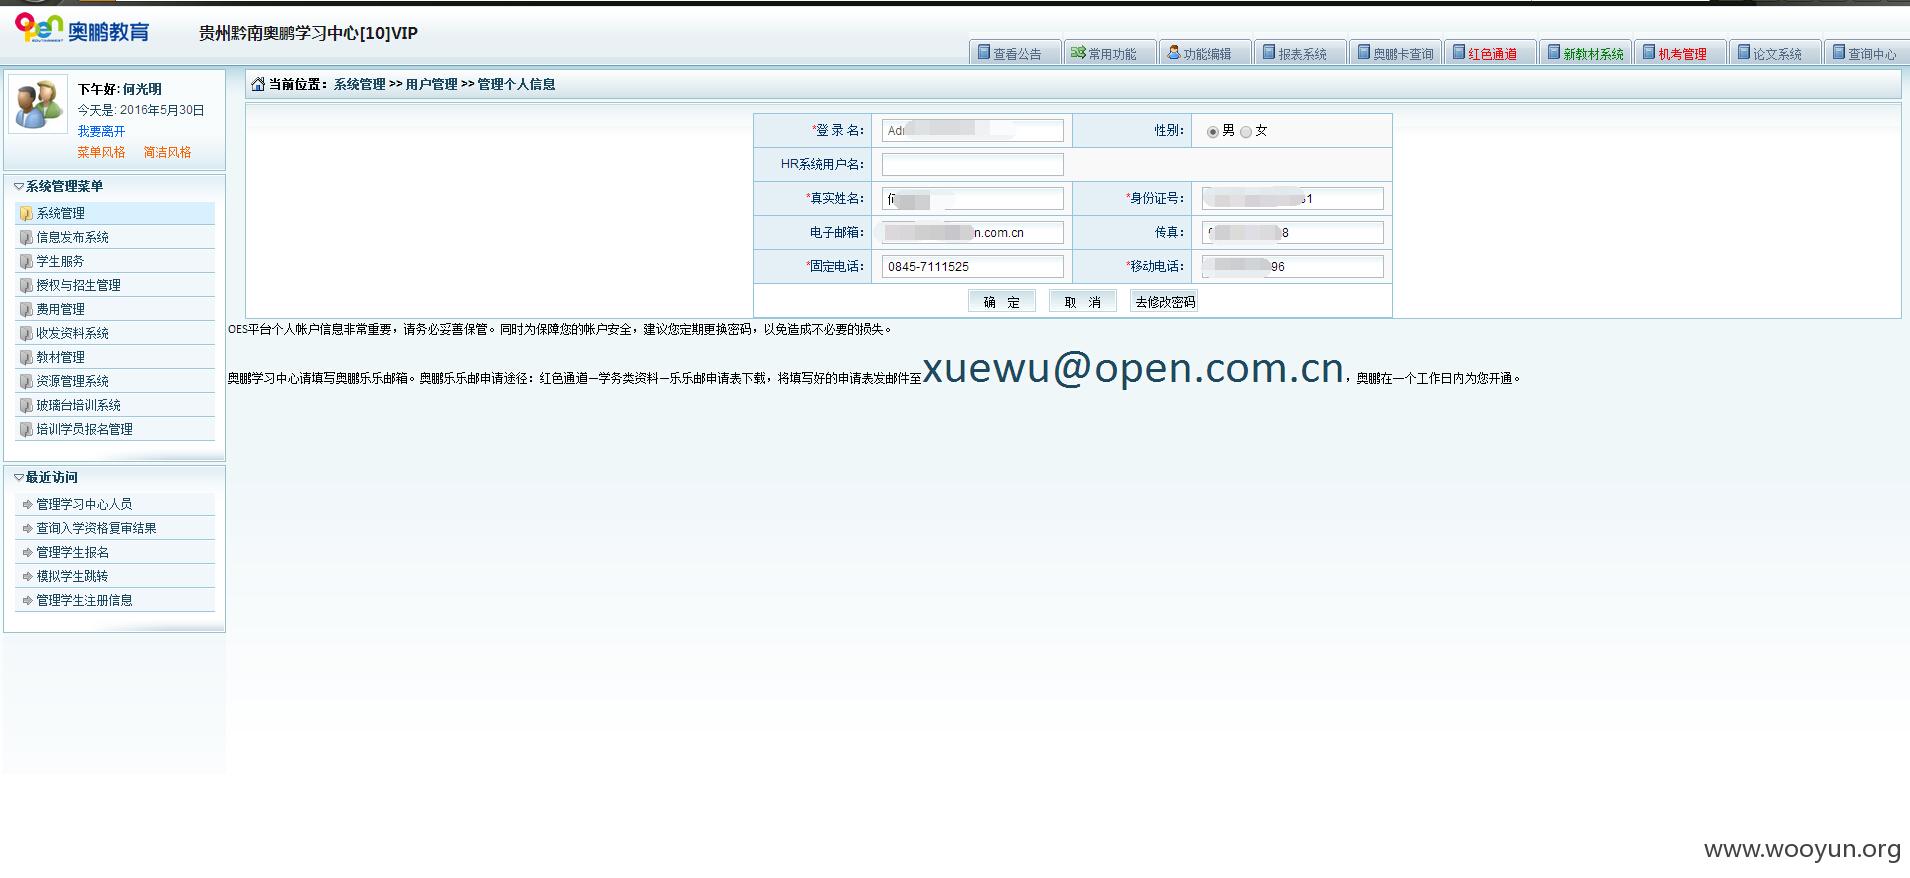 open 奥鹏教育
贵州黔南奥鹏学习中心[10]VIP
查看公告 常用功能 功能编辑 报表系统 奥鹏卡查询 红色通道 新教材系统 机考管理 论文系统 查询中心
下午好:何光明
今天是: 2016年5月30日
我要离开
菜单风格 简洁风格
系统管理菜单
系统管理
信息发布系统
学生服务
授权与招生管理
费用管理
收发资料系统
教材管理
资源管理系统
玻璃台培训系统
培训学员报名管理
最近访问
管理学习中心人员
查询入学资格复审结果
管理学生报名
模拟学生跳转
管理学生注册信息
当前位置：系统管理 >> 用户管理 >> 管理个人信息
*登 录 名： 性别： 男 女
HR系统用户名：
*真实姓名： *身份证号： 1
电子邮箱： n.com.cn 传真： 8
*固定电话： 0845-7111525 *移动电话： 96
确 定 取 消 去修改密码
OES平台个人帐户信息非常重要，请务必妥善保管。同时为保障您的帐户安全，建议您定期更换密码，以免造成不必要的损失。
奥鹏学习中心请填写奥鹏乐乐邮箱。奥鹏乐乐邮申请途径：红色通道—学务类资料—乐乐邮申请表下载，将填写好的申请表发邮件至xuewu@open.com.cn，奥鹏在一个工作日内为您开通。
www.wooyun.org